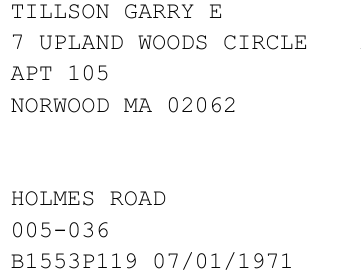 TILLSON GARRY E
7 UPLAND WOODS CIRCLE
APT 105
NORWOOD MA 02062
HOLMES ROAD
005-036
B1553P119 07/01/1971